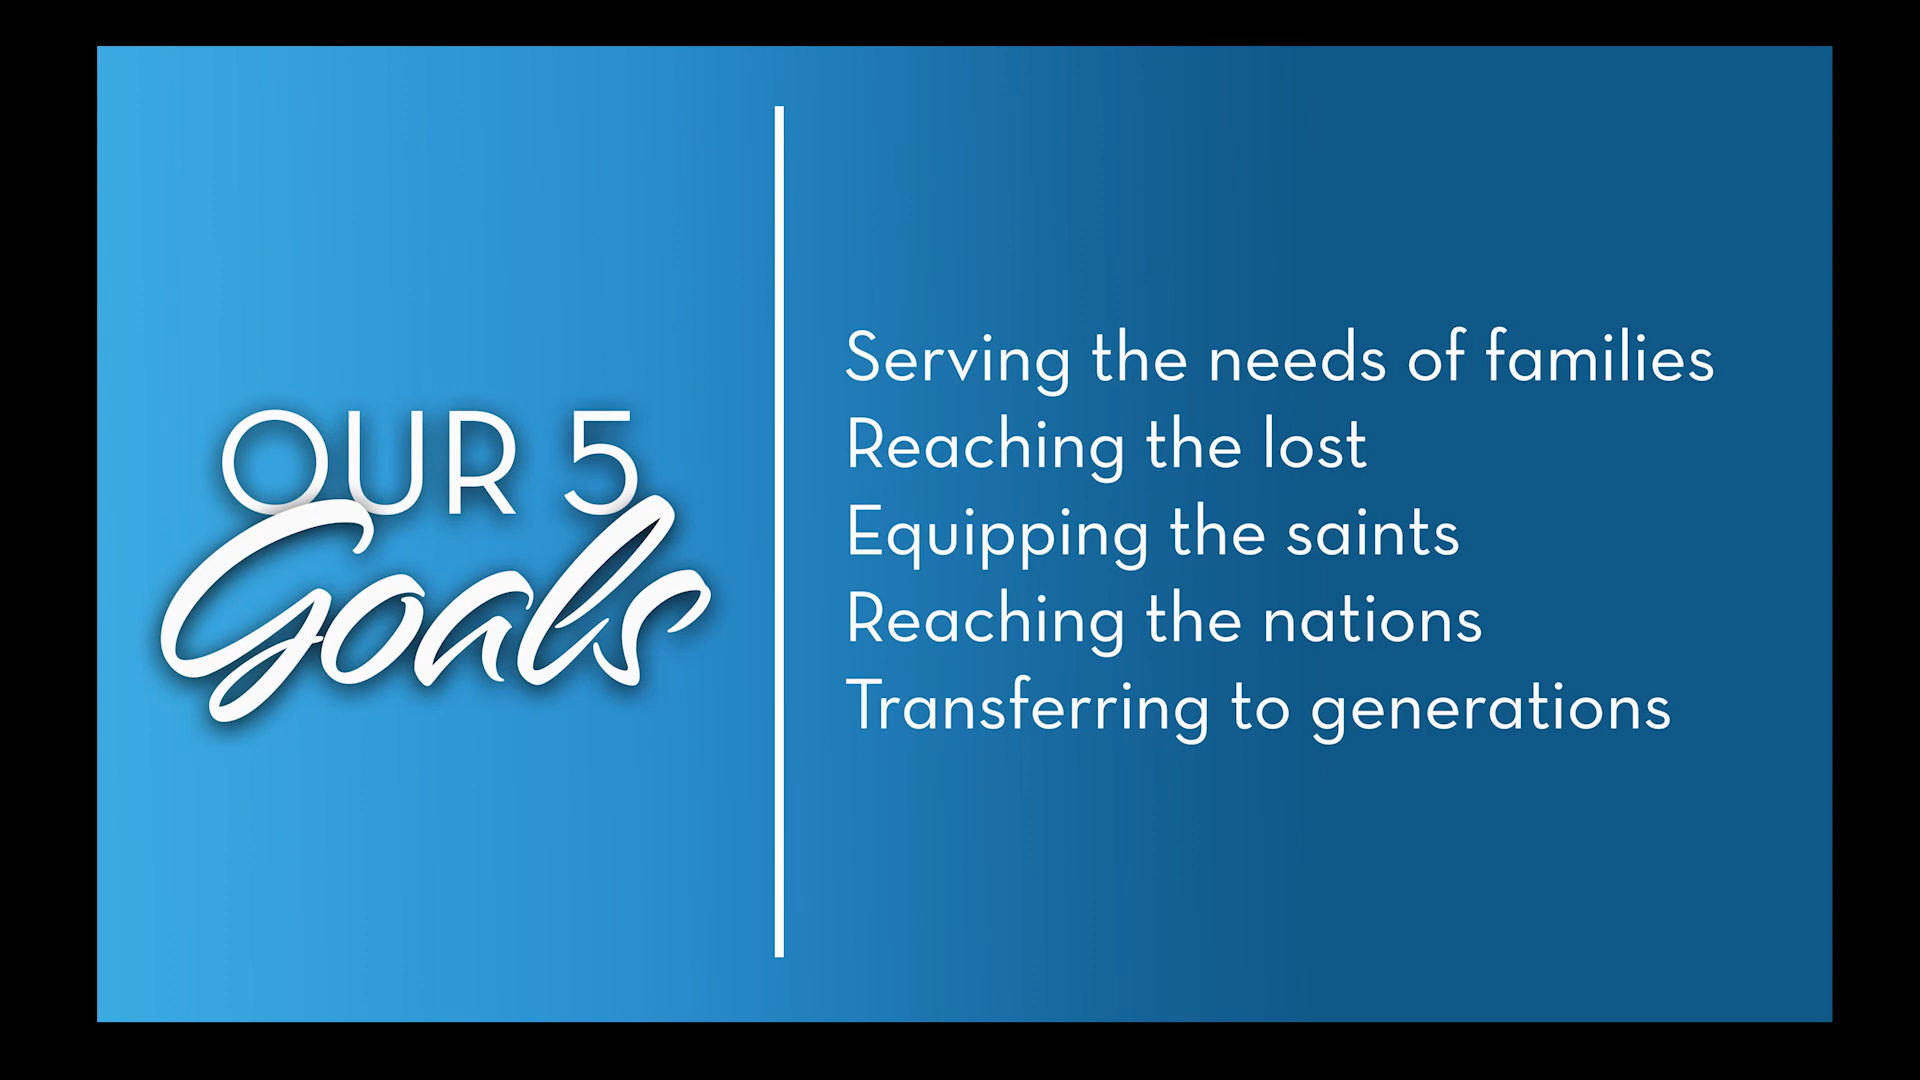 OUR 5
Goals
Serving the needs of families
Reaching the lost
Equipping the saints
Reaching the nations
Transferring to generations